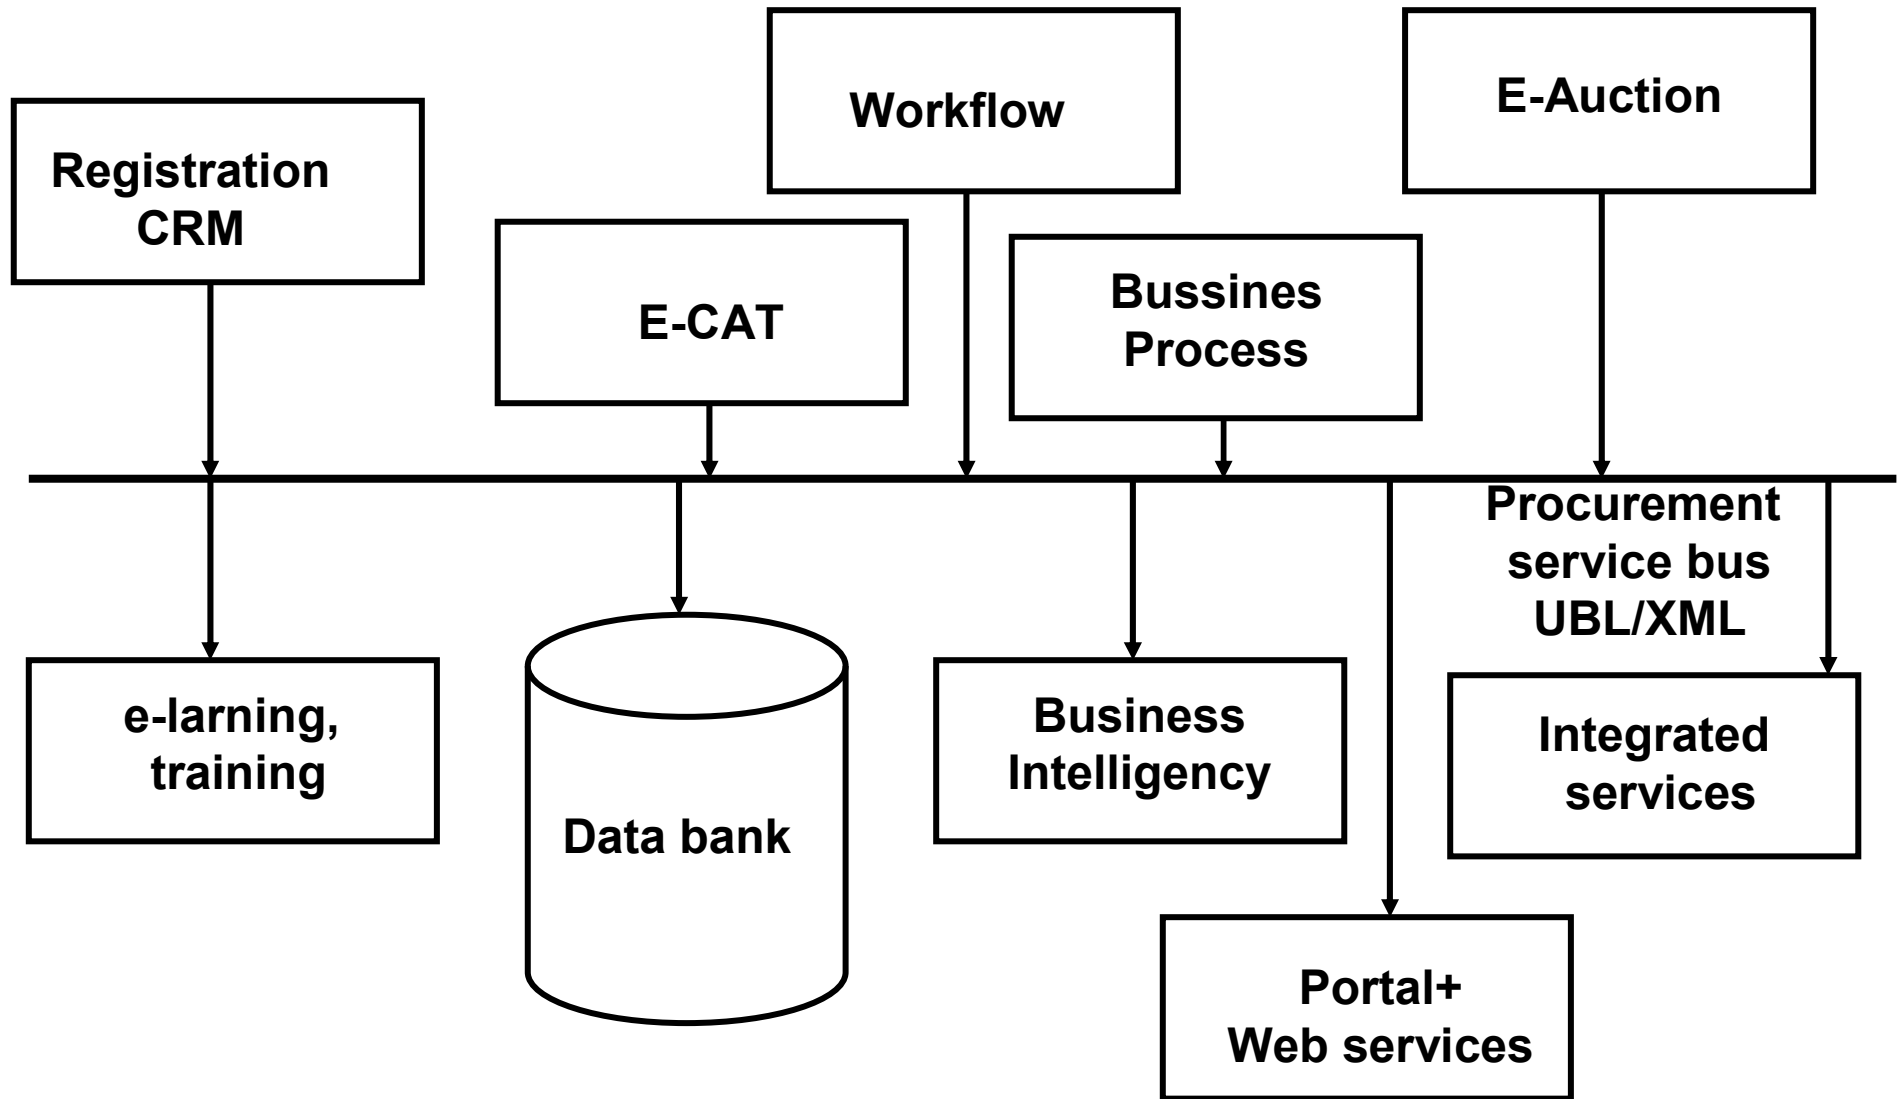 Workflow
E-Auction
Registration
CRM
E-CAT
Bussines
Process
Procurement
service bus
UBL/XML
e-larning,
training
Data bank
Business
Intelligency
Integrated
services
Portal+
Web services